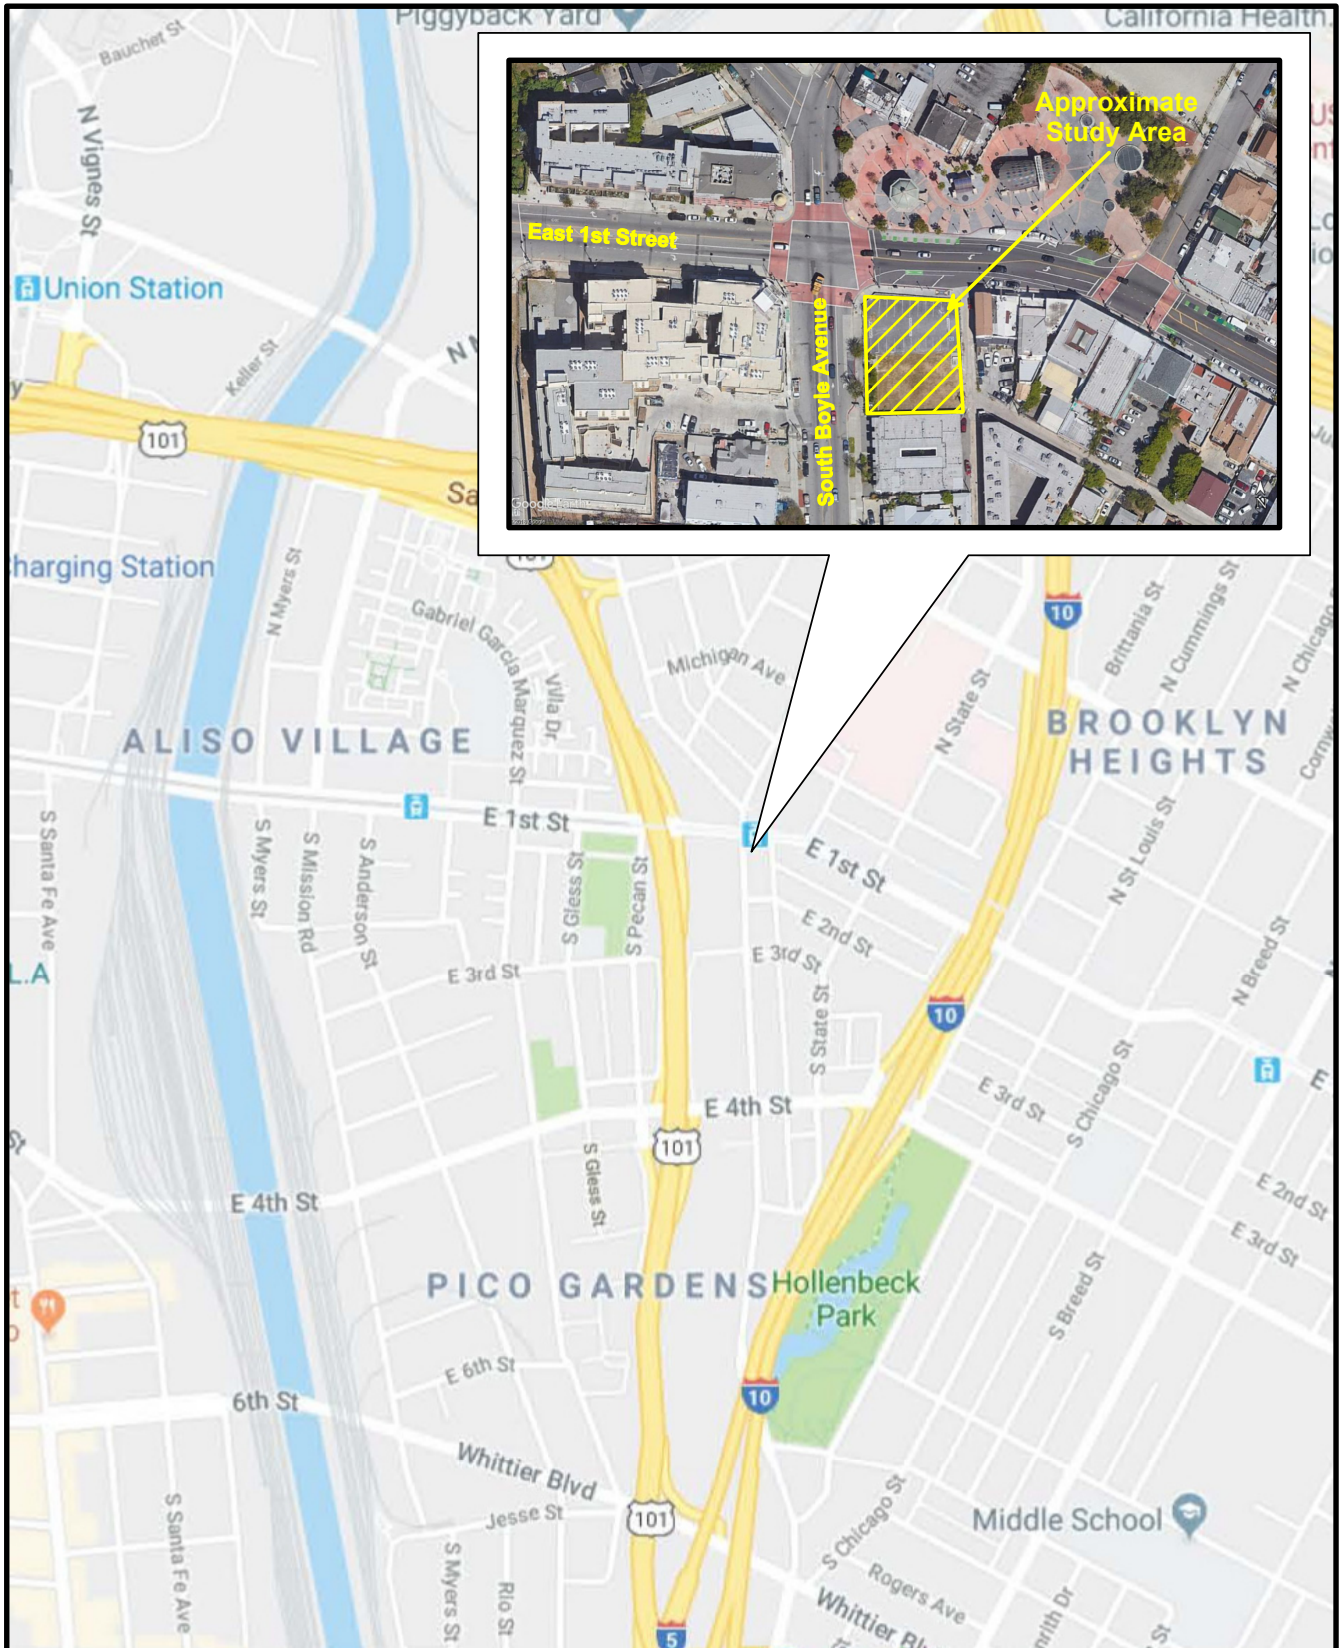 Piggyback Yard
California Health
Bauchet St
N Vignes St
Approximate
Study Area
East 1st Street
South Boyle Avenue
Union Station
Keller St
101
Charging Station
N Myers St
Gabriel Garcia Marquez St
Villa Dr
Michigan Ave
10
Brittania St
N Cummings St
N Chicago
N State St
ALISO VILLAGE
BROOKLYN
HEIGHTS
E 1st St
S Santa Fe Ave
S Myers St
S Mission Rd
S Anderson St
S Gless St
S Pecan St
E 1st St
N St Louis St
E 2nd St
E 3rd St
E 3rd St
N Breed St
L.A
S State St
10
E 3rd St
S Chicago St
E
E 4th St
101
S Gless St
E 4th St
E 2nd St
E 3rd St
PICO GARDENS
Hollenbeck
Park
S Breed St
E 6th St
6th St
10
Whittier Blvd
Jesse St
101
S Santa Fe Ave
S Myers St
Rio St
S Chicago St
Middle School
Rogers Ave
Whittier Bl
5
St